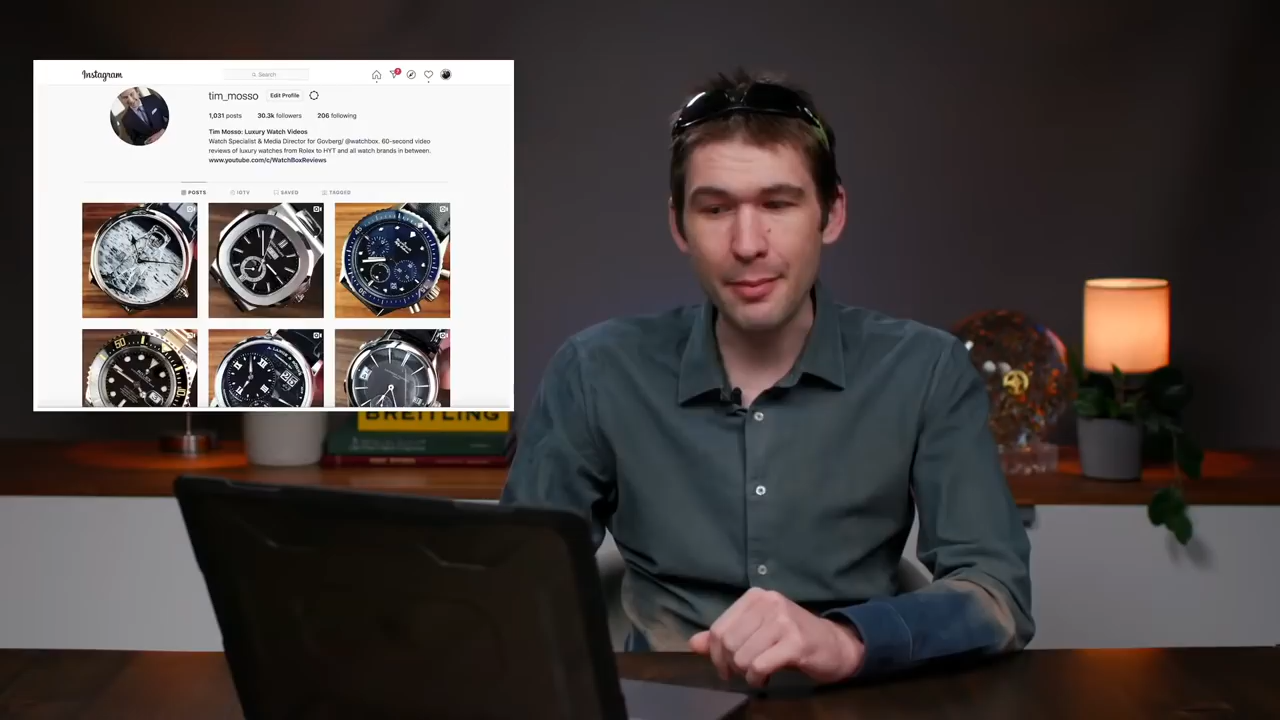 Instagram
Search
7
tim_mosso
Edit Profile
1,031 posts
30.3k followers
206 following
Tim Mosso: Luxury Watch Videos
Watch Specialist & Media Director for Govberg/ @watchbox. 60-second video
reviews of luxury watches from Rolex to HYT and all watch brands in between.
www.youtube.com/c/WatchBoxReviews
POSTS
IGTV
SAVED
TAGGED
BREITLING